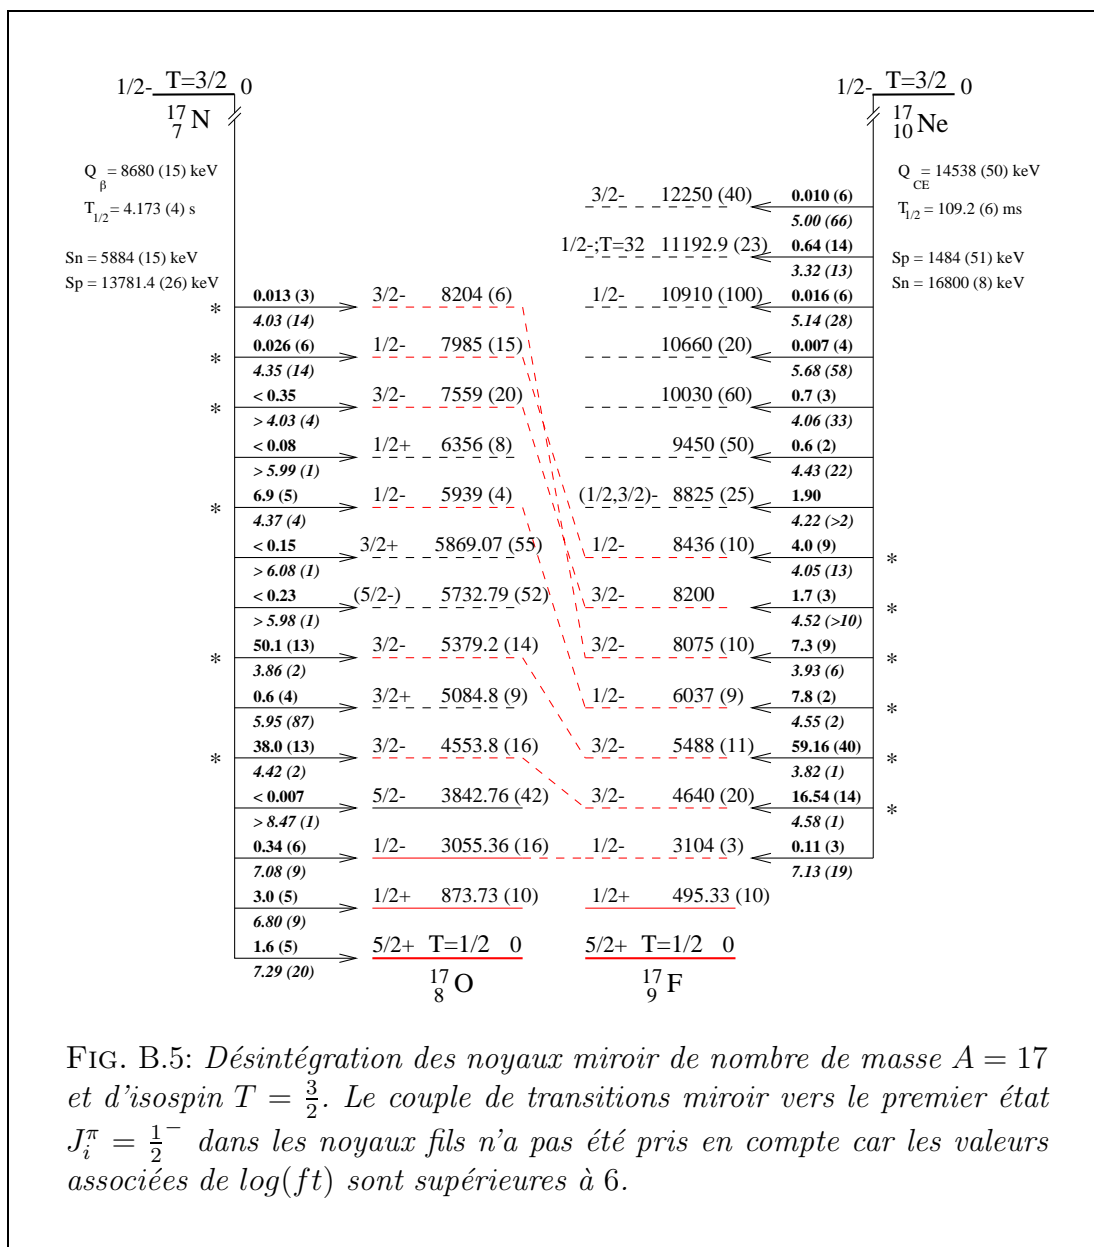 1/2- T=3/2 0
17 7 N
Q β = 8680 (15) keV
T 1/2 = 4.173 (4) s
Sn = 5884 (15) keV
Sp = 13781.4 (26) keV
1/2- T=3/2 0
17 10 Ne
Q CE = 14538 (50) keV
T 1/2 = 109.2 (6) ms
Sp = 1484 (51) keV
Sn = 16800 (8) keV
* 0.013 (3) 3/2- 8204 (6)
4.03 (14)
* 0.026 (6) 1/2- 7985 (15)
4.35 (14)
* < 0.35 3/2- 7559 (20)
> 4.03 (4)
< 0.08 1/2+ 6356 (8)
> 5.99 (1)
* 6.9 (5) 1/2- 5939 (4)
4.37 (4)
< 0.15 3/2+ 5869.07 (55)
> 6.08 (1)
< 0.23 (5/2-) 5732.79 (52)
> 5.98 (1)
* 50.1 (13) 3/2- 5379.2 (14)
3.86 (2)
0.6 (4) 3/2+ 5084.8 (9)
5.95 (87)
* 38.0 (13) 3/2- 4553.8 (16)
4.42 (2)
< 0.007 5/2- 3842.76 (42)
> 8.47 (1)
0.34 (6) 1/2- 3055.36 (16)
7.08 (9)
3.0 (5) 1/2+ 873.73 (10)
6.80 (9)
1.6 (5) 5/2+ T=1/2 0
7.29 (20)
17 8 O
3/2- 12250 (40) 0.010 (6)
5.00 (66)
1/2-;T=32 11192.9 (23) 0.64 (14)
3.32 (13)
1/2- 10910 (100) 0.016 (6)
5.14 (28)
10660 (20) 0.007 (4)
5.68 (58)
10030 (60) 0.7 (3)
4.06 (33)
9450 (50) 0.6 (2)
4.43 (22)
(1/2,3/2)- 8825 (25) 1.90
4.22 (>2)
1/2- 8436 (10) 4.0 (9) *
4.05 (13)
3/2- 8200 1.7 (3) *
4.52 (>10)
3/2- 8075 (10) 7.3 (9) *
3.93 (6)
1/2- 6037 (9) 7.8 (2) *
4.55 (2)
3/2- 5488 (11) 59.16 (40) *
3.82 (1)
3/2- 4640 (20) 16.54 (14) *
4.58 (1)
1/2- 3104 (3) 0.11 (3)
7.13 (19)
1/2+ 495.33 (10)
5/2+ T=1/2 0
17 9 F
FIG. B.5: Désintégration des noyaux miroir de nombre de masse A = 17
et d'isospin T = 3/2. Le couple de transitions miroir vers le premier état
J_i^π = 1/2^- dans les noyaux fils n'a pas été pris en compte car les valeurs
associées de log(ft) sont supérieures à 6.